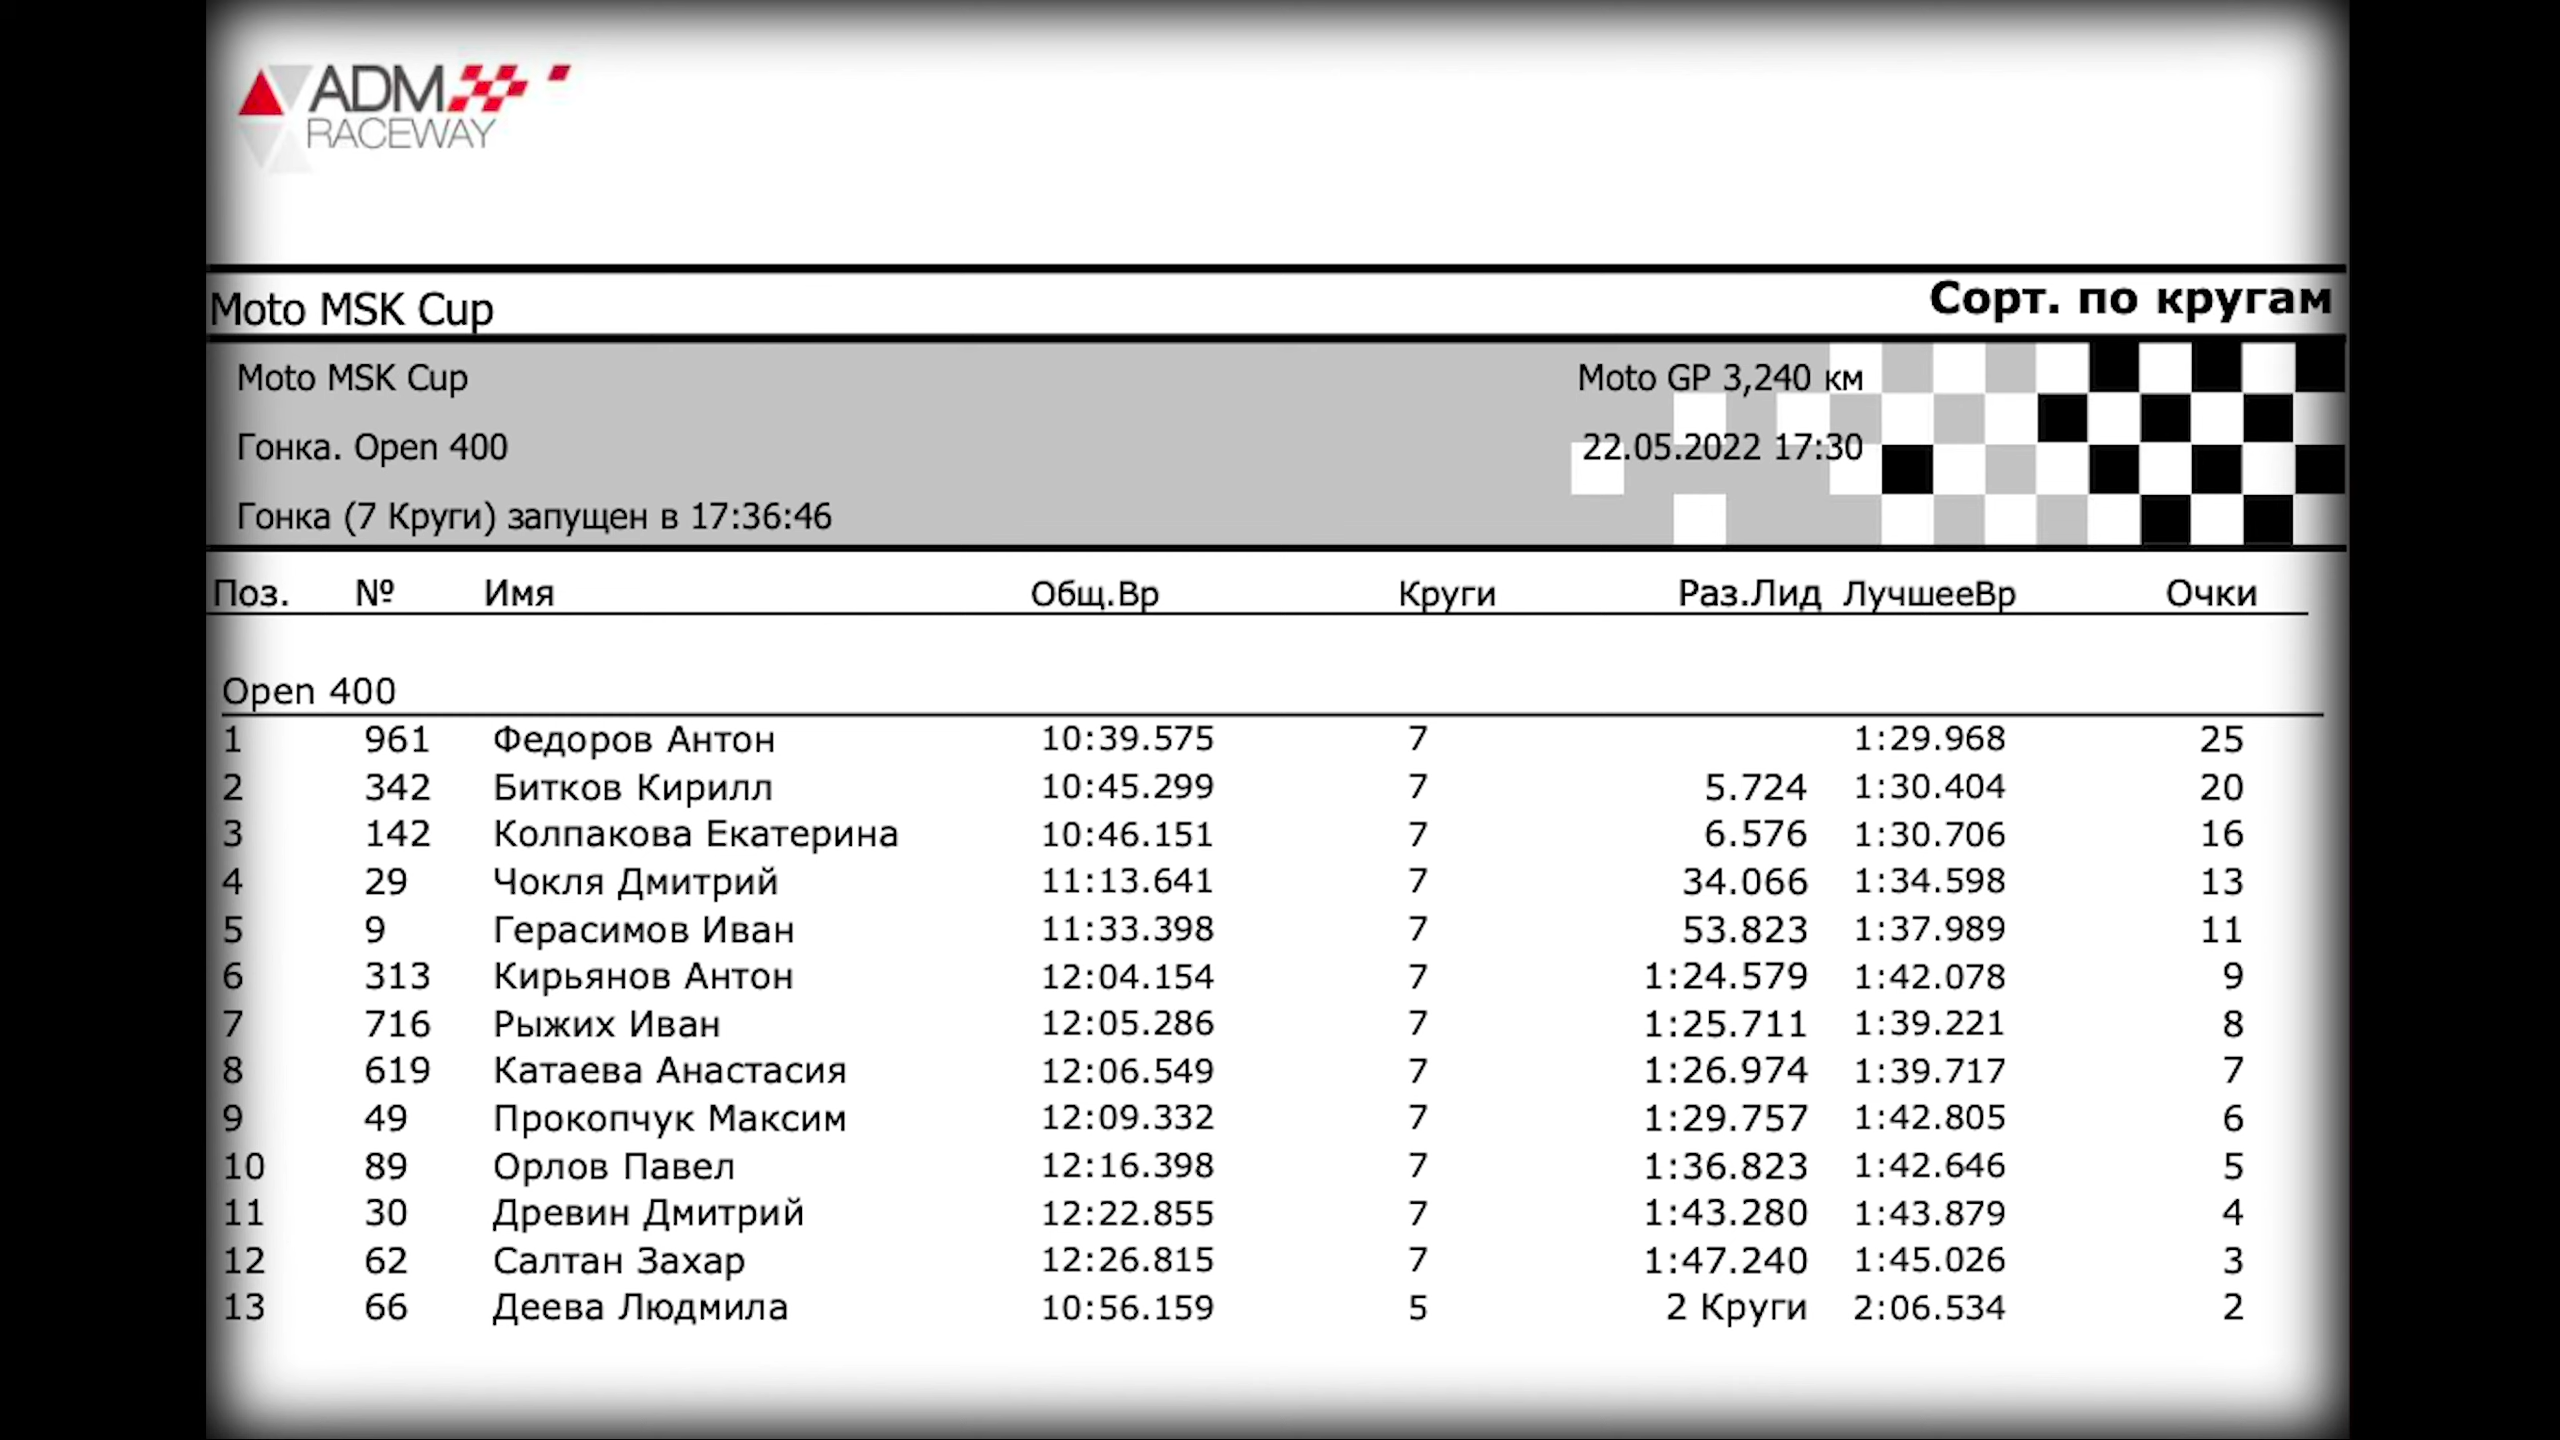 ADM
RACEWAY
Moto MSK Cup Сорт. по кругам
Moto MSK Cup Moto GP 3,240 км
Гонка. Open 400 22.05.2022 17:30
Гонка (7 Круги) запущен в 17:36:46
Поз. № Имя Общ.Вр Круги Раз.Лид ЛучшееВр Очки
Open 400
1 961 Федоров Антон 10:39.575 7 1:29.968 25
2 342 Битков Кирилл 10:45.299 7 5.724 1:30.404 20
3 142 Колпакова Екатерина 10:46.151 7 6.576 1:30.706 16
4 29 Чокля Дмитрий 11:13.641 7 34.066 1:34.598 13
5 9 Герасимов Иван 11:33.398 7 53.823 1:37.989 11
6 313 Кирьянов Антон 12:04.154 7 1:24.579 1:42.078 9
7 716 Рыжих Иван 12:05.286 7 1:25.711 1:39.221 8
8 619 Катаева Анастасия 12:06.549 7 1:26.974 1:39.717 7
9 49 Прокопчук Максим 12:09.332 7 1:29.757 1:42.805 6
10 89 Орлов Павел 12:16.398 7 1:36.823 1:42.646 5
11 30 Древин Дмитрий 12:22.855 7 1:43.280 1:43.879 4
12 62 Салтан Захар 12:26.815 7 1:47.240 1:45.026 3
13 66 Деева Людмила 10:56.159 5 2 Круги 2:06.534 2